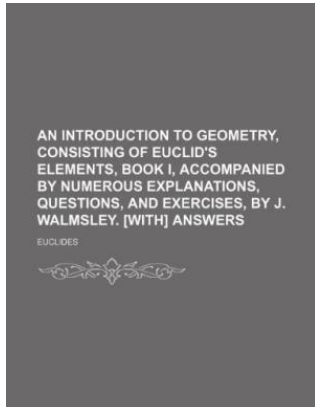 AN INTRODUCTION TO GEOMETRY,
CONSISTING OF EUCLID'S
ELEMENTS, BOOK I, ACCOMPANIED
BY NUMEROUS EXPLANATIONS,
QUESTIONS, AND EXERCISES, BY J.
WALMSLEY. [WITH] ANSWERS
EUCLIDES